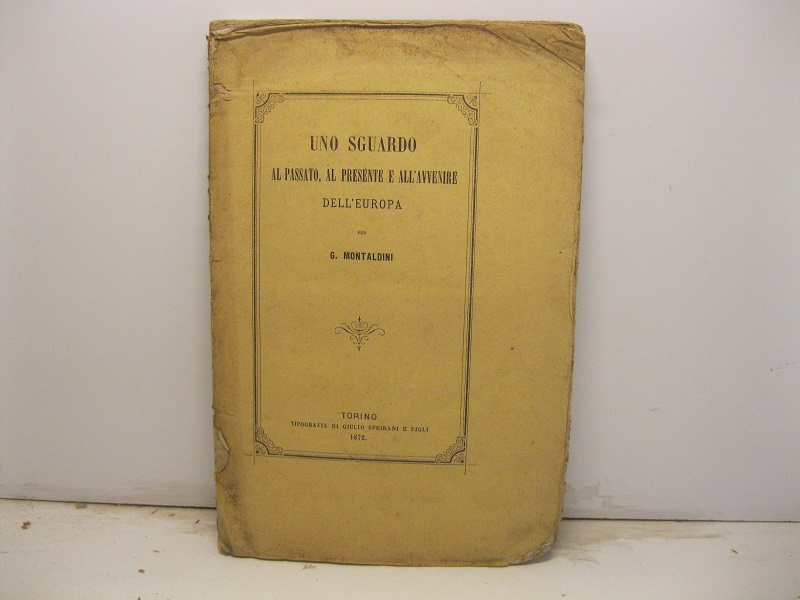 UNO SGUARDO
AL PASSATO, AL PRESENTE E ALL'AVVENIRE
DELL'EUROPA
PER
G. MONTALDINI
TORINO
TIPOGRAFIA DI GIULIO SPEIRANI E FIGLI
1872.